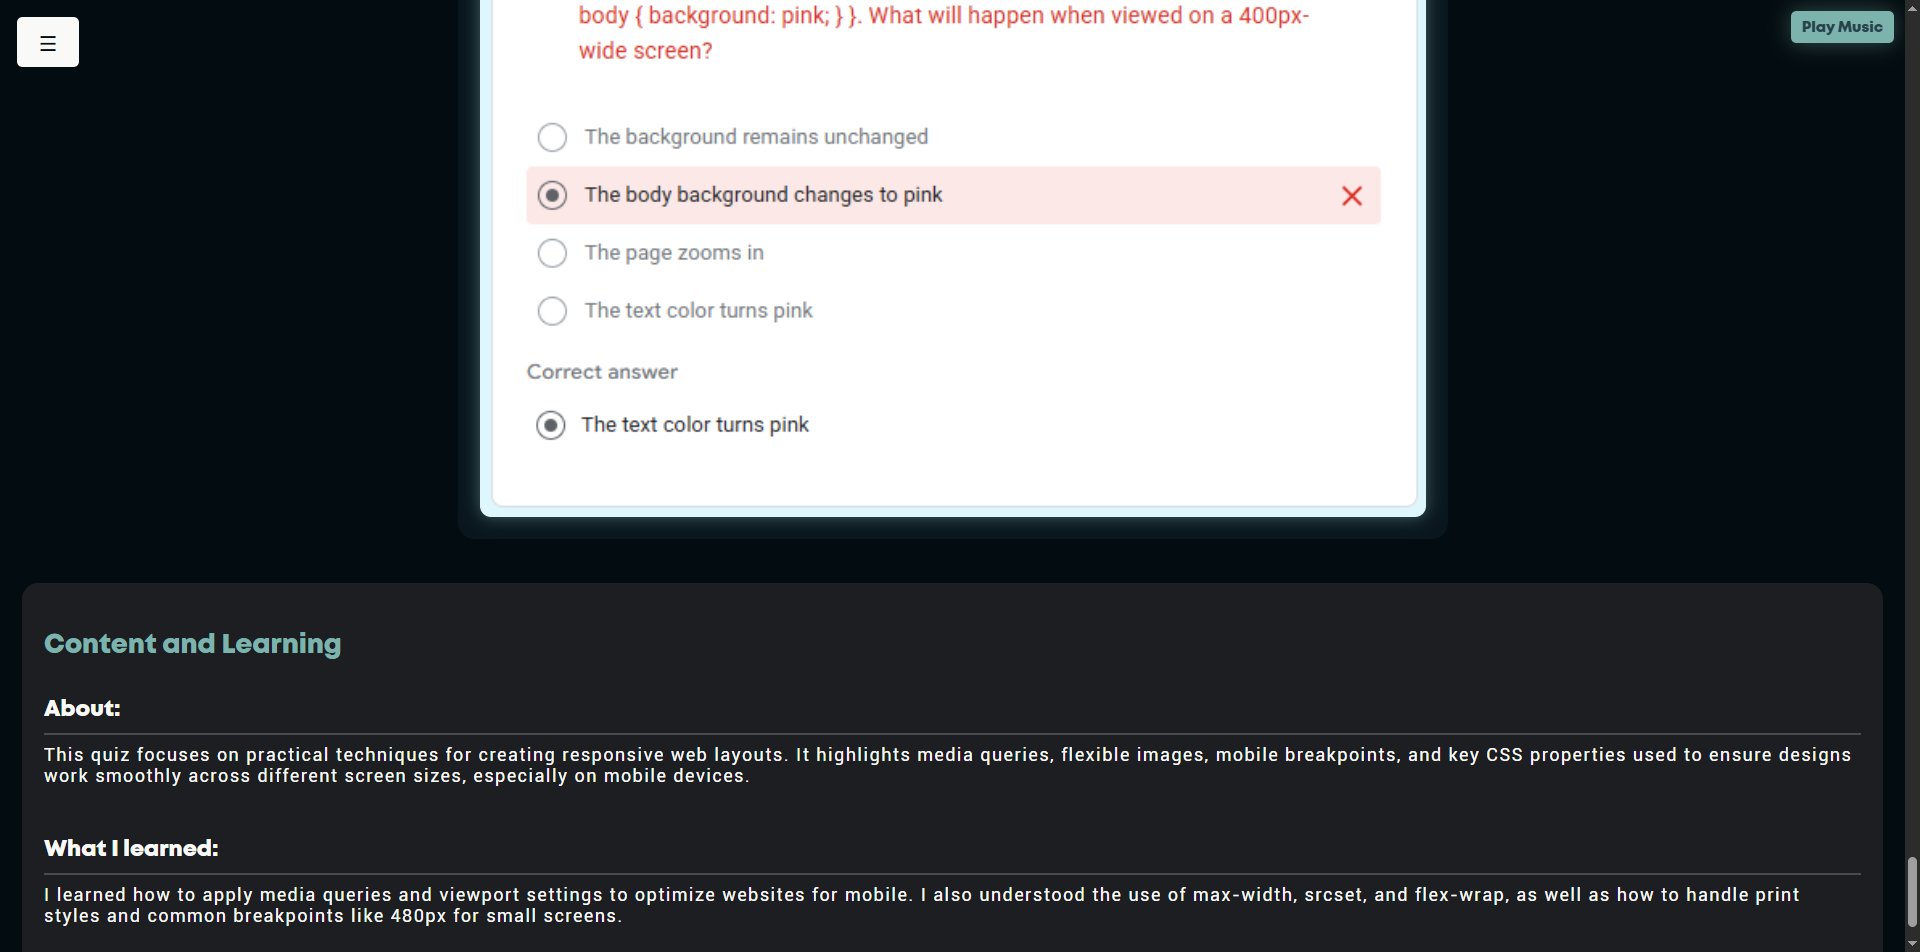 ☰
Play Music
body { background: pink; } }. What will happen when viewed on a 400px-
wide screen?
The background remains unchanged
The body background changes to pink
The page zooms in
The text color turns pink
Correct answer
The text color turns pink
Content and Learning
About:
This quiz focuses on practical techniques for creating responsive web layouts. It highlights media queries, flexible images, mobile breakpoints, and key CSS properties used to ensure designs
work smoothly across different screen sizes, especially on mobile devices.
What I learned:
I learned how to apply media queries and viewport settings to optimize websites for mobile. I also understood the use of max-width, srcset, and flex-wrap, as well as how to handle print
styles and common breakpoints like 480px for small screens.